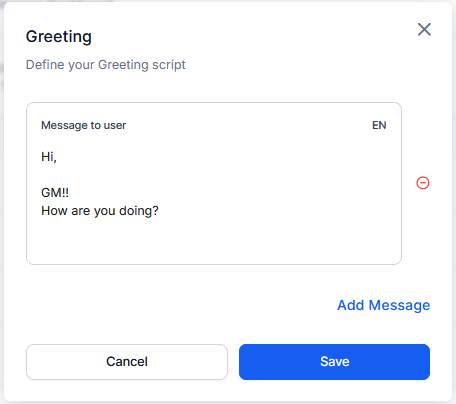 Greeting
Define your Greeting script
Message to user
EN
Hi,
GM!!
How are you doing?
Add Message
Cancel
Save